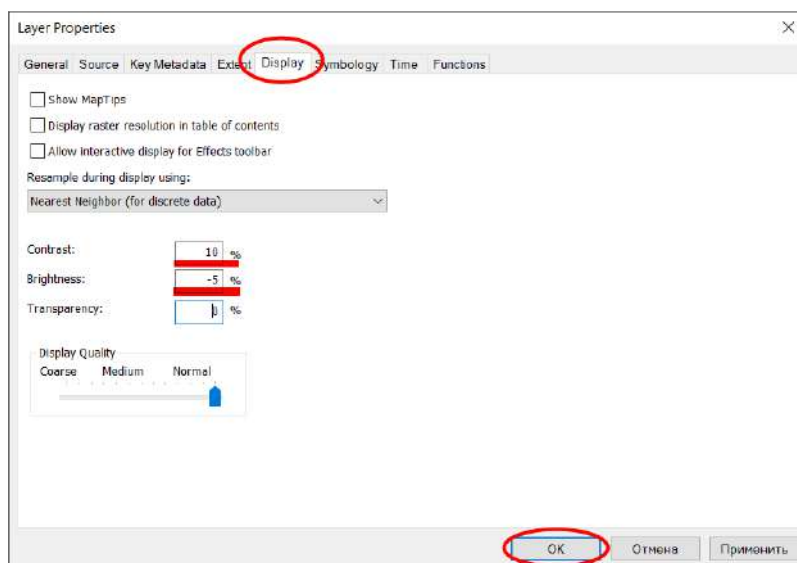 Layer Properties
General Source Key Metadata Extent Display Symbology Time Functions
Show MapTips
Display raster resolution in table of contents
Allow interactive display for Effects toolbar
Resample during display using:
Nearest Neighbor (for discrete data)
Contrast: 10 %
Brightness: -5 %
Transparency: 0 %
Display Quality
Coarse Medium Normal
OK Отмена Применить